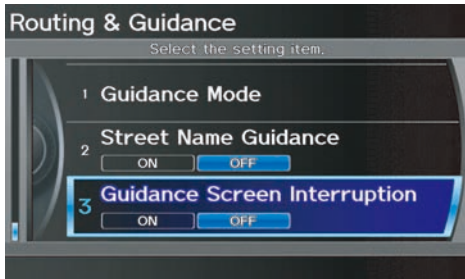 Routing & Guidance
Select the setting item.
1 Guidance Mode
2 Street Name Guidance
ON OFF
3 Guidance Screen Interruption
ON OFF